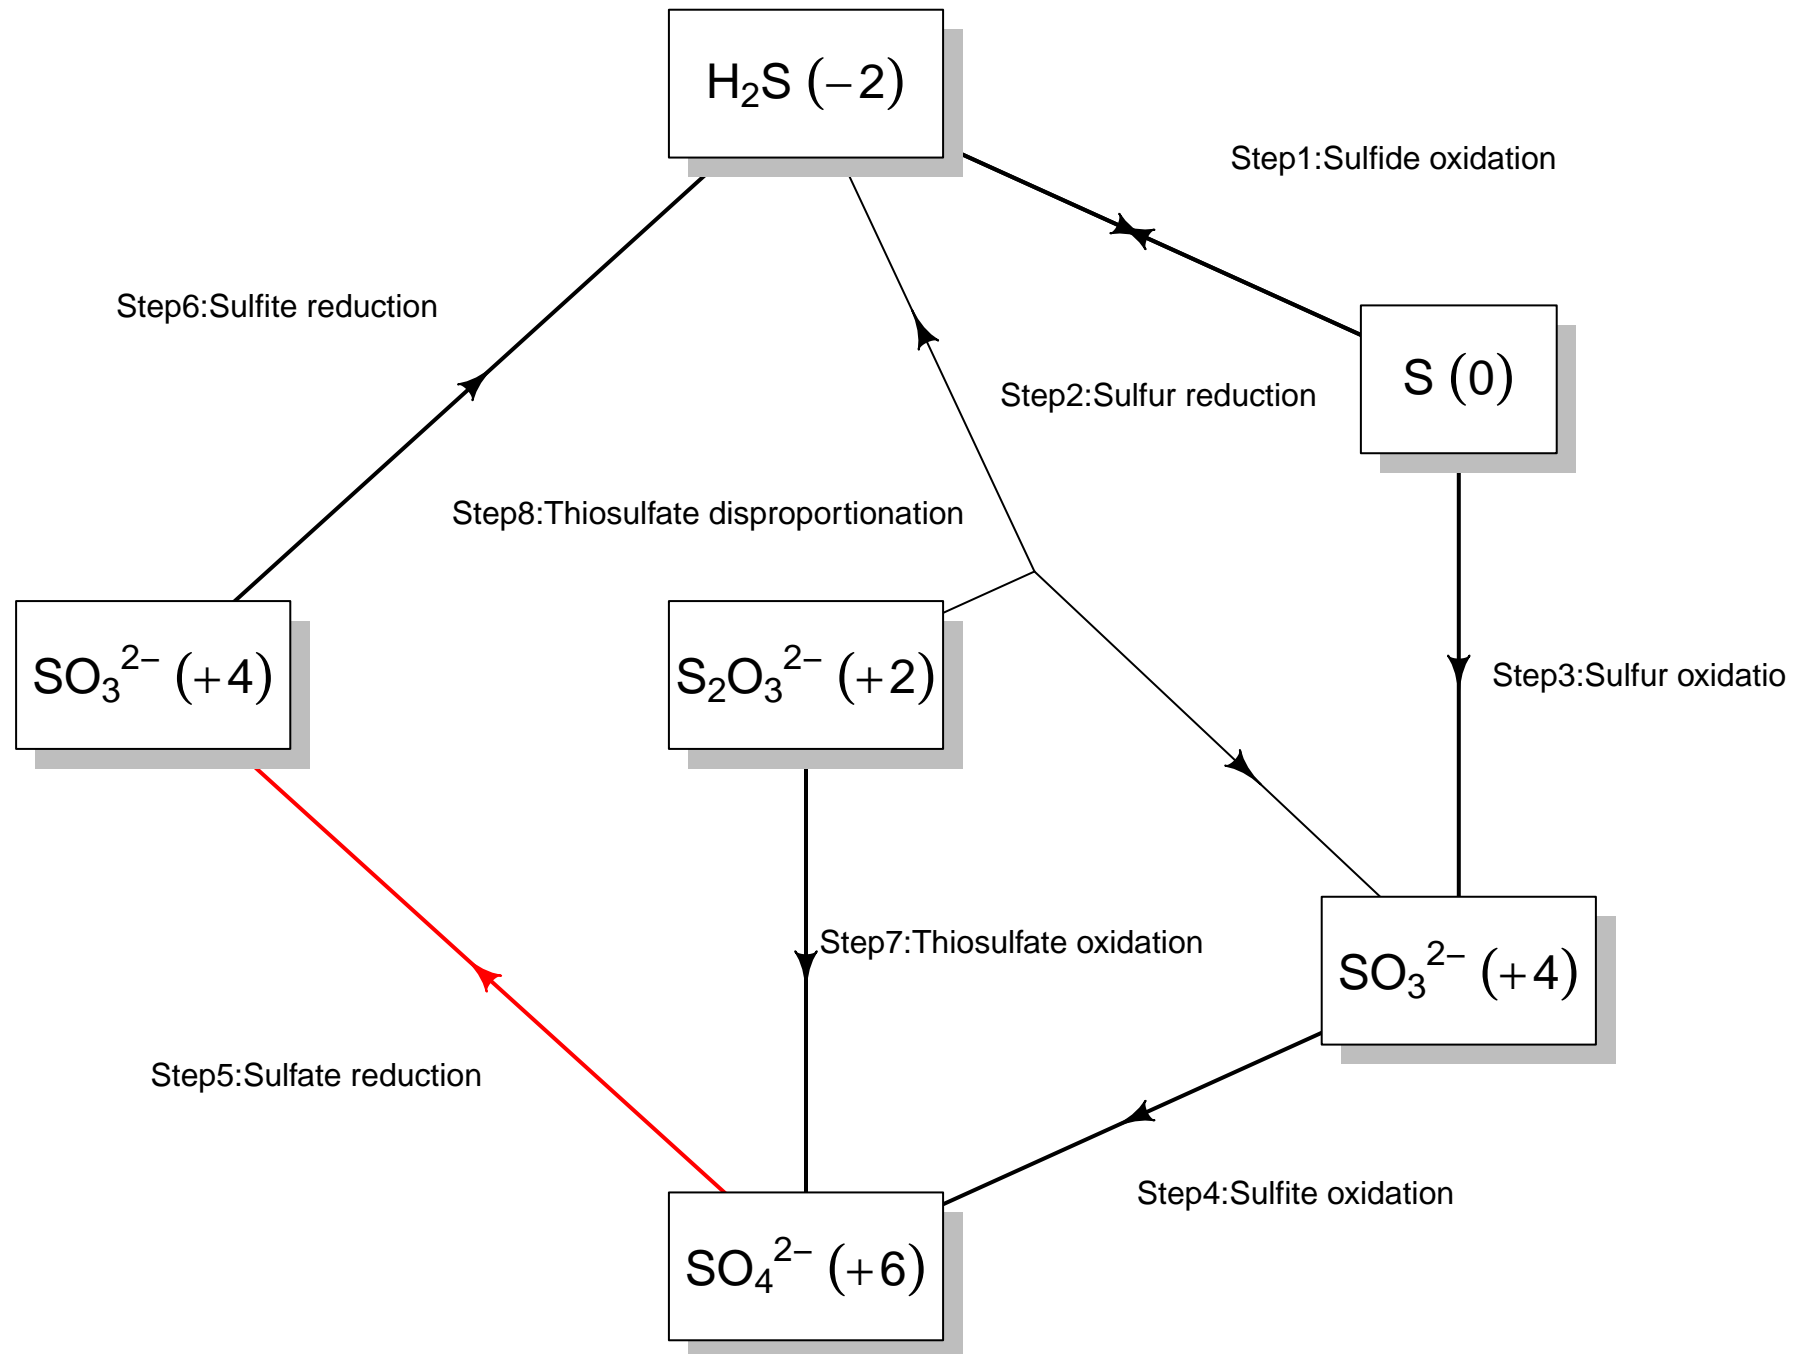 H₂S (−2)
Step1:Sulfide oxidation
Step6:Sulfite reduction
S (0)
Step2:Sulfur reduction
Step8:Thiosulfate disproportionation
SO₃²⁻ (+4)
S₂O₃²⁻ (+2)
Step3:Sulfur oxidatio
Step7:Thiosulfate oxidation
SO₃²⁻ (+4)
Step5:Sulfate reduction
Step4:Sulfite oxidation
SO₄²⁻ (+6)